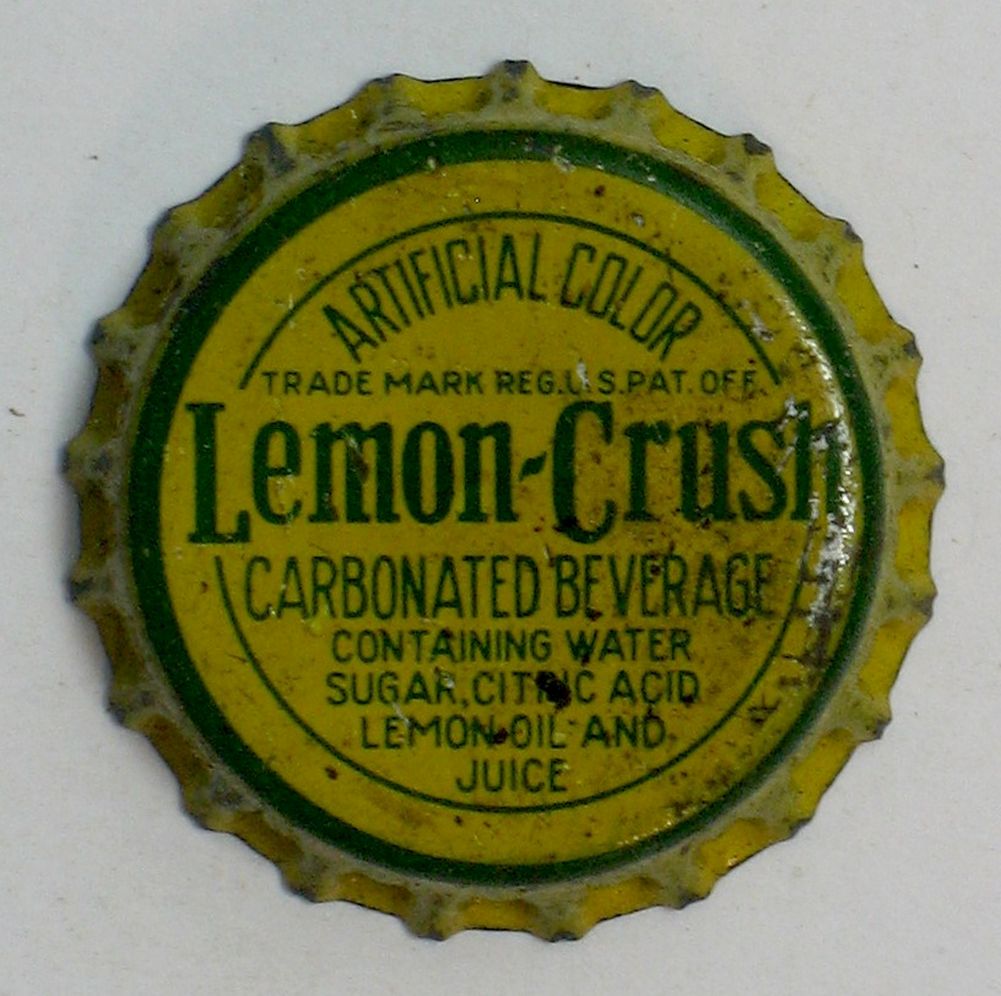 ARTIFICIAL COLOR
TRADE MARK REG.U.S.PAT.OFF.
Lemon-Crush
CARBONATED BEVERAGE
CONTAINING WATER
SUGAR, CITRIC ACID
LEMON OIL AND
JUICE